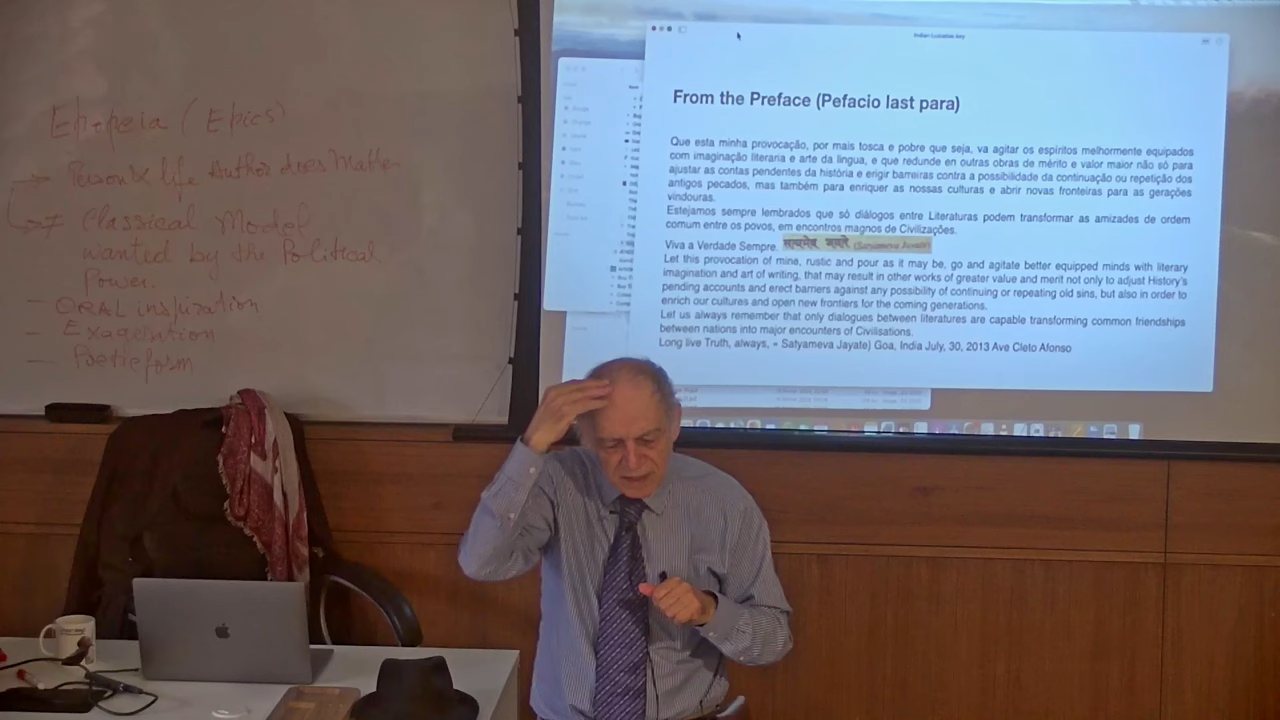 Epopeia (Epics)
Person & life Author does Matter
Classical Model
wanted by the Political
Power.
- ORAL inspiration
- Exageration
- Poetic form
Indian Lusiadas key
From the Preface (Pefacio last para)
Que esta minha provocação, por mais tosca e pobre que seja, va agitar os espíritos melhormente equipados
com imaginação literaria e arte da lingua, e que redunde en outras obras de mérito e valor maior não só para
ajustar as contas pendentes da história e erigir barreiras contra a possibilidade da continuação ou repetição dos
antigos pecados, mas também para enriquer as nossas culturas e abrir novas fronteiras para as gerações
vindouras.
Estejamos sempre lembrados que só diálogos entre Literaturas podem transformar as amizades de ordem
comum entre os povos, em encontros magnos de Civilizações.
Viva a Verdade Sempre. सत्यमेव जयते (Satyameva Jayate)
Let this provocation of mine, rustic and pour as it may be, go and agitate better equipped minds with literary
imagination and art of writing, that may result in other works of greater value and merit not only to adjust History's
pending accounts and erect barriers against any possibility of continuing or repeating old sins, but also in order to
enrich our cultures and open new frontiers for the coming generations.
Let us always remember that only dialogues between literatures are capable transforming common friendships
between nations into major encounters of Civilisations.
Long live Truth, always, = Satyameva Jayate) Goa, India July, 30, 2013 Ave Cleto Afonso